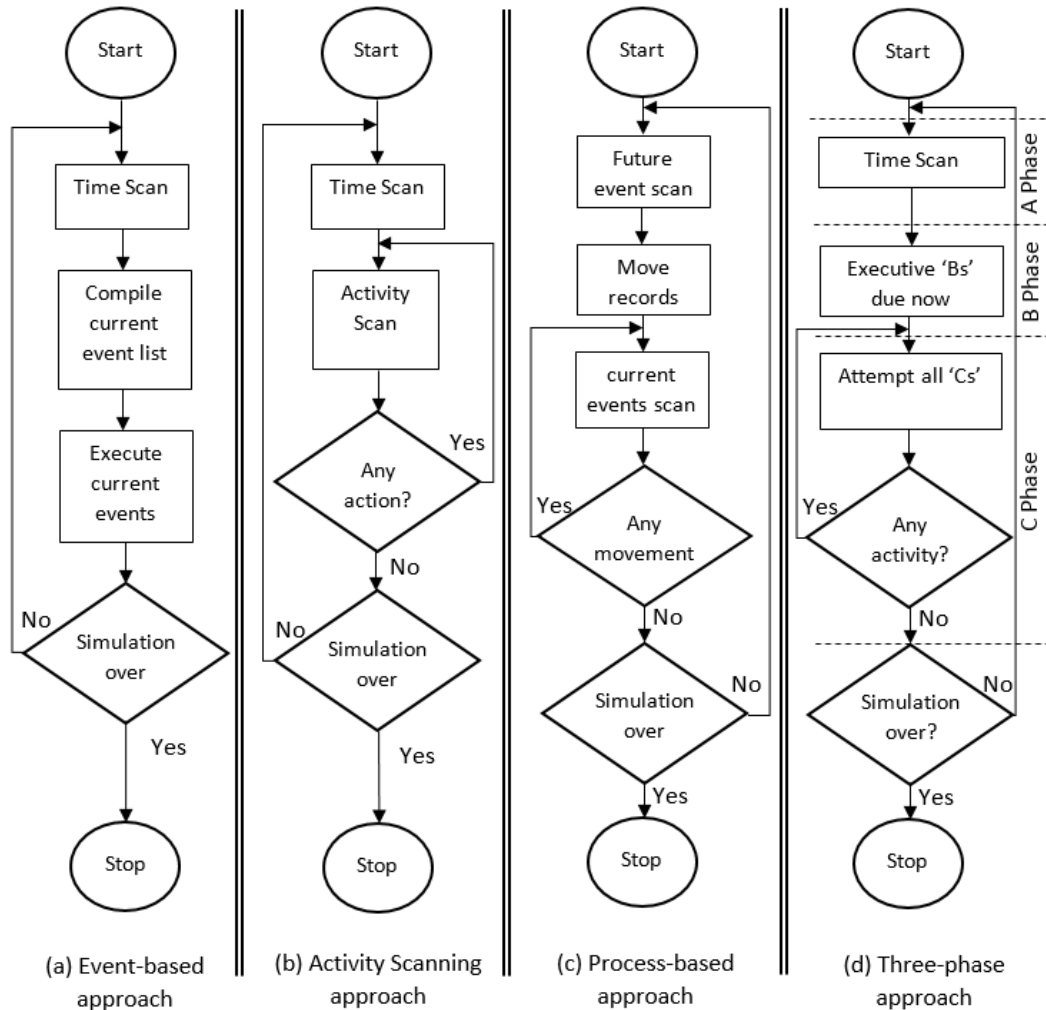 Start
Time Scan
Compile
current
event list
Execute
current
events
No
Simulation
over
Yes
Stop
(a) Event-based
approach
Start
Time Scan
Activity
Scan
Yes
Any
action?
No
No
Simulation
over
Yes
Stop
(b) Activity Scanning
approach
Start
Future
event scan
Move
records
current
events scan
Yes
Any
movement
No
No
Simulation
over
Yes
Stop
(c) Process-based
approach
Start
Time Scan
A Phase
Executive ‘Bs’
due now
B Phase
Attempt all ‘Cs’
Yes
Any
activity?
C Phase
No
No
Simulation
over?
Yes
Stop
(d) Three-phase
approach